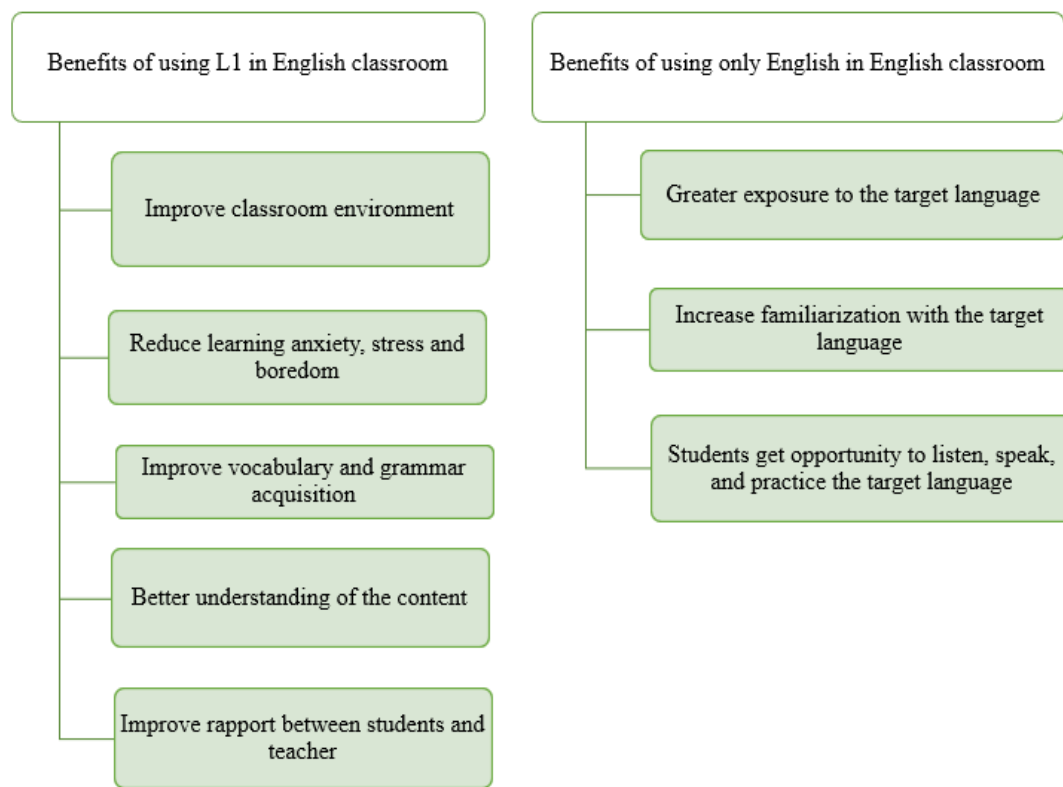 Benefits of using L1 in English classroom
Improve classroom environment
Reduce learning anxiety, stress and
boredom
Improve vocabulary and grammar
acquisition
Better understanding of the content
Improve rapport between students and
teacher
Benefits of using only English in English classroom
Greater exposure to the target language
Increase familiarization with the target
language
Students get opportunity to listen, speak,
and practice the target language